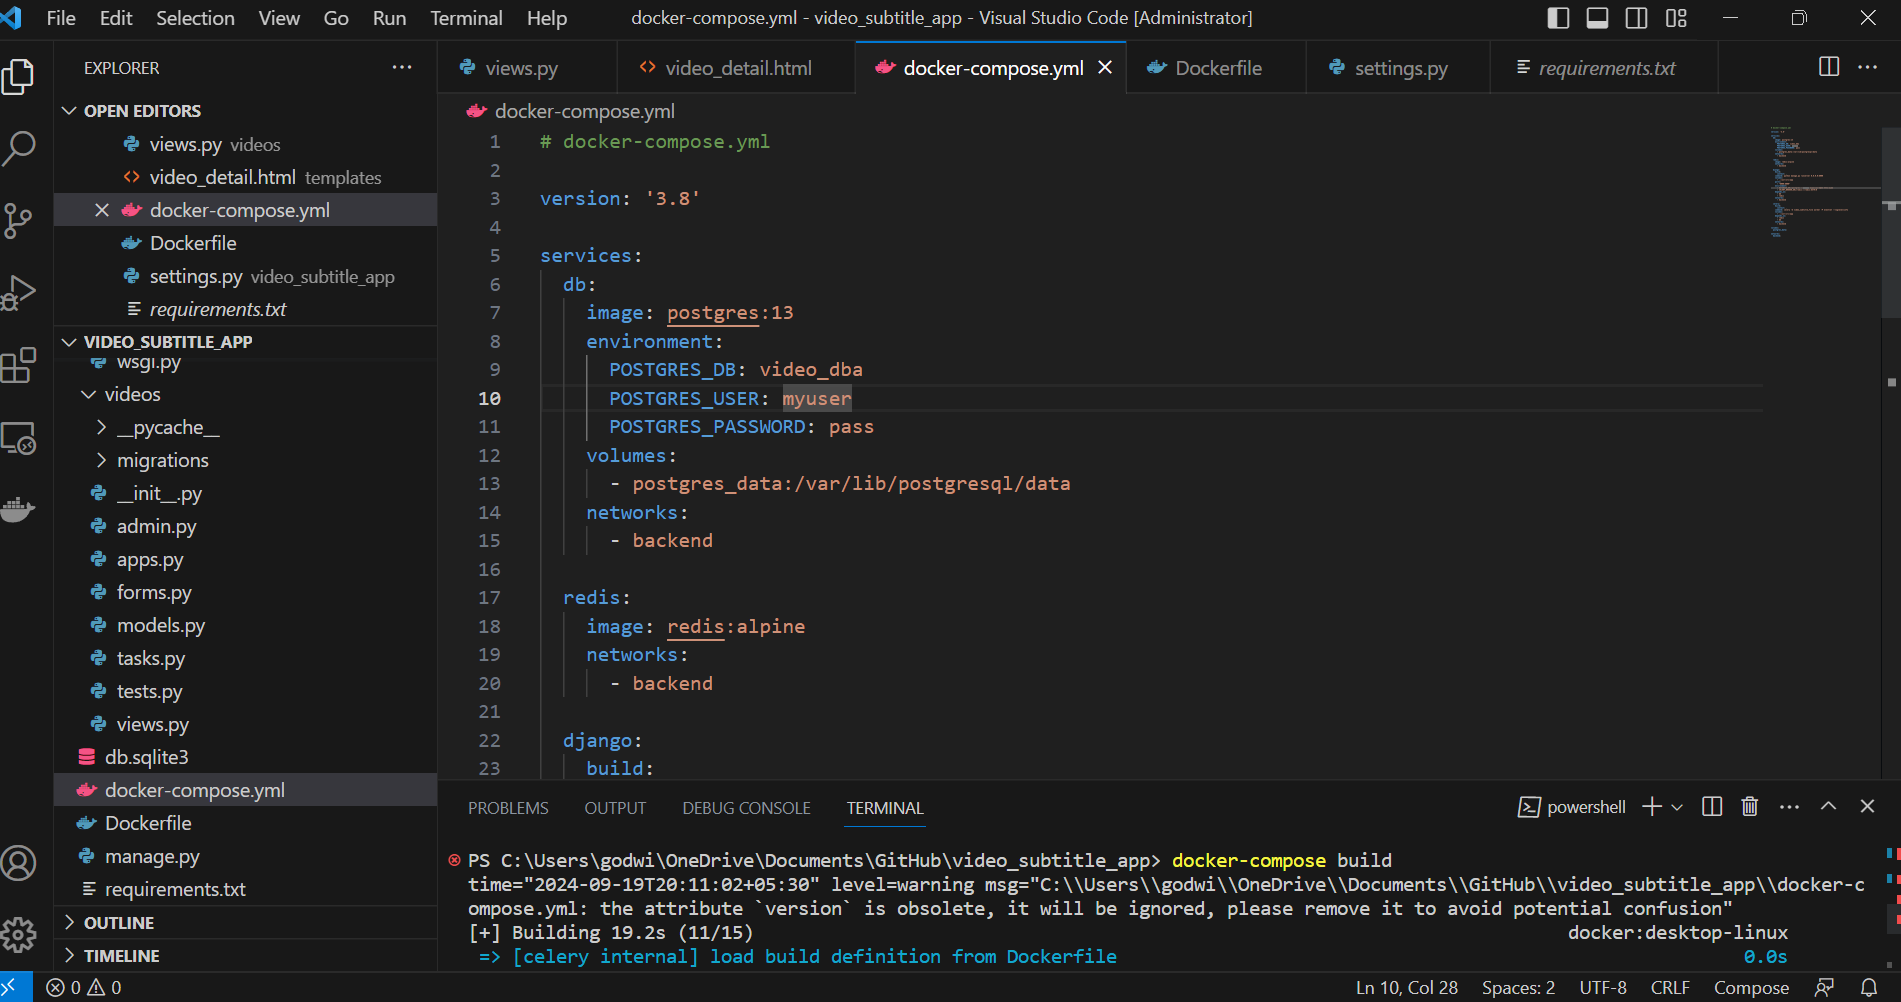 File Edit Selection View Go Run Terminal Help docker-compose.yml - video_subtitle_app - Visual Studio Code [Administrator]
EXPLORER
views.py video_detail.html docker-compose.yml Dockerfile settings.py requirements.txt
OPEN EDITORS
views.py videos
video_detail.html templates
docker-compose.yml
Dockerfile
settings.py video_subtitle_app
requirements.txt
VIDEO_SUBTITLE_APP
wsgi.py
videos
__pycache__
migrations
__init__.py
admin.py
apps.py
forms.py
models.py
tasks.py
tests.py
views.py
db.sqlite3
docker-compose.yml
Dockerfile
manage.py
requirements.txt
OUTLINE
TIMELINE
docker-compose.yml
1 # docker-compose.yml
2
3 version: '3.8'
4
5 services:
6 db:
7 image: postgres:13
8 environment:
9 POSTGRES_DB: video_dba
10 POSTGRES_USER: myuser
11 POSTGRES_PASSWORD: pass
12 volumes:
13 - postgres_data:/var/lib/postgresql/data
14 networks:
15 - backend
16
17 redis:
18 image: redis:alpine
19 networks:
20 - backend
21
22 django:
23 build:
PROBLEMS OUTPUT DEBUG CONSOLE TERMINAL powershell
PS C:\Users\godwi\OneDrive\Documents\GitHub\video_subtitle_app> docker-compose build
time="2024-09-19T20:11:02+05:30" level=warning msg="C:\\Users\\godwi\\OneDrive\\Documents\\GitHub\\video_subtitle_app\\docker-c
ompose.yml: the attribute `version` is obsolete, it will be ignored, please remove it to avoid potential confusion"
[+] Building 19.2s (11/15) docker:desktop-linux
=> [celery internal] load build definition from Dockerfile 0.0s
0 0 Ln 10, Col 28 Spaces: 2 UTF-8 CRLF Compose